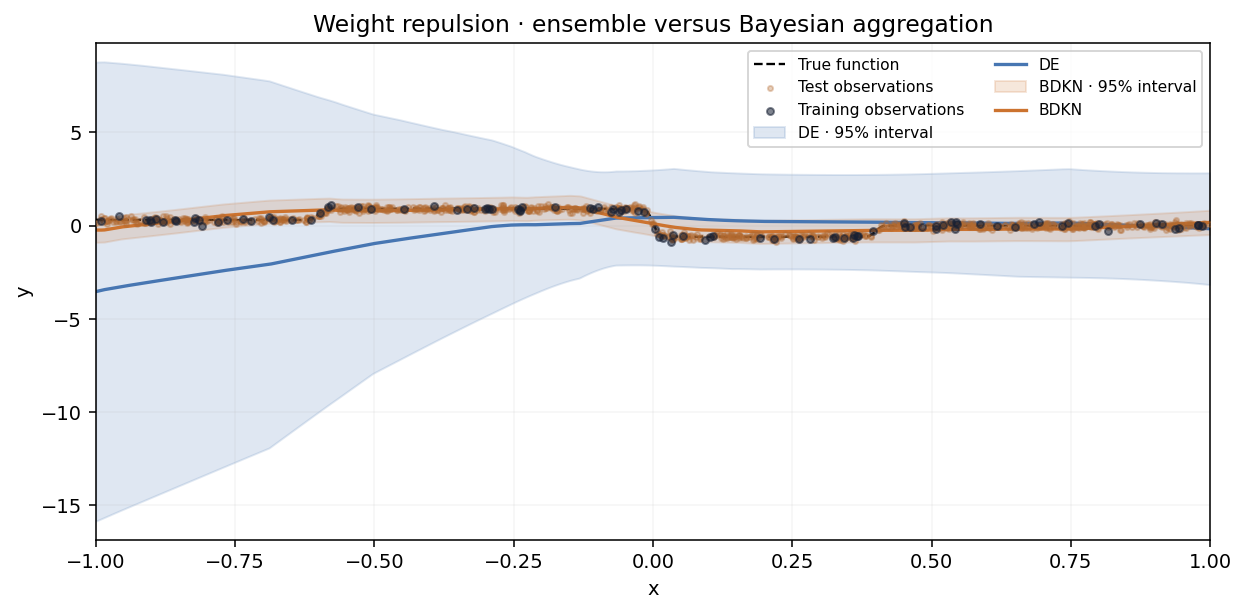 Weight repulsion · ensemble versus Bayesian aggregation
True function
Test observations
Training observations
DE · 95% interval
DE
BDKN · 95% interval
BDKN
y
5
0
−5
−10
−15
−1.00
−0.75
−0.50
−0.25
0.00
0.25
0.50
0.75
1.00
x